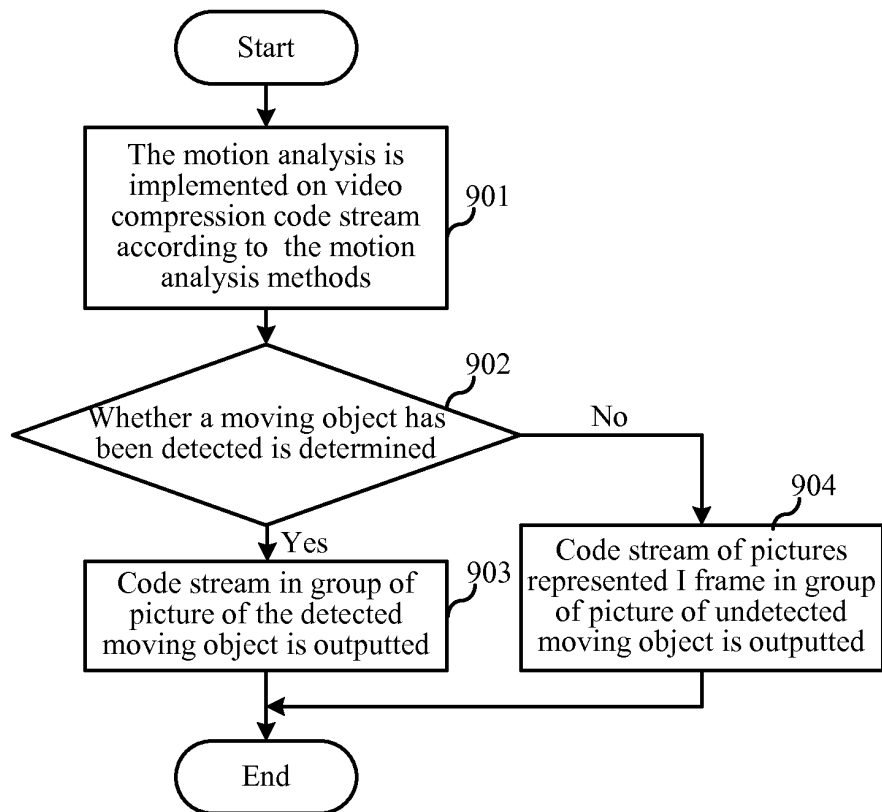 Start
The motion analysis is
implemented on video
compression code stream
according to the motion
analysis methods
901
902
Whether a moving object has
been detected is determined
No
Yes
904
Code stream in group of
picture of the detected
moving object is outputted
903
Code stream of pictures
represented I frame in group
of picture of undetected
moving object is outputted
End